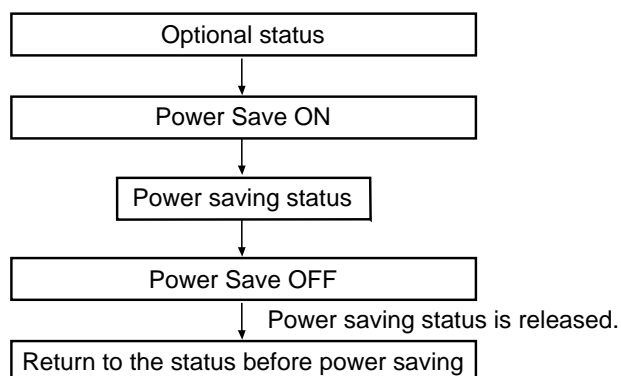 Optional status
Power Save ON
Power saving status
Power Save OFF
Power saving status is released.
Return to the status before power saving